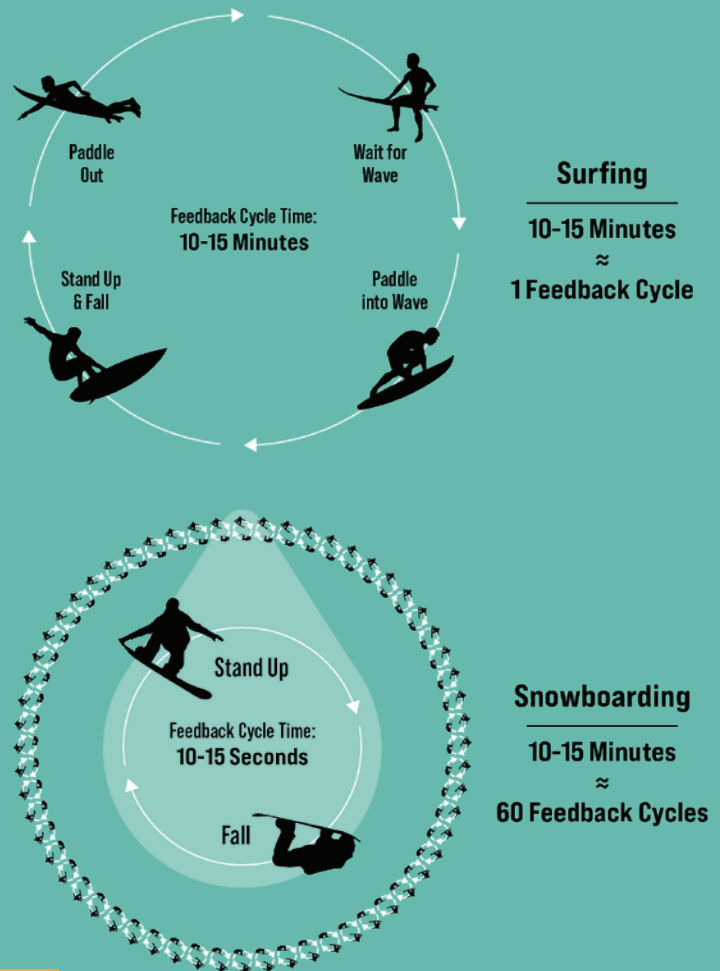 Paddle
Out
Wait for
Wave
Feedback Cycle Time:
10-15 Minutes
Stand Up
& Fall
Paddle
into Wave
Surfing
10-15 Minutes
≈
1 Feedback Cycle
Stand Up
Feedback Cycle Time:
10-15 Seconds
Fall
Snowboarding
10-15 Minutes
≈
60 Feedback Cycles